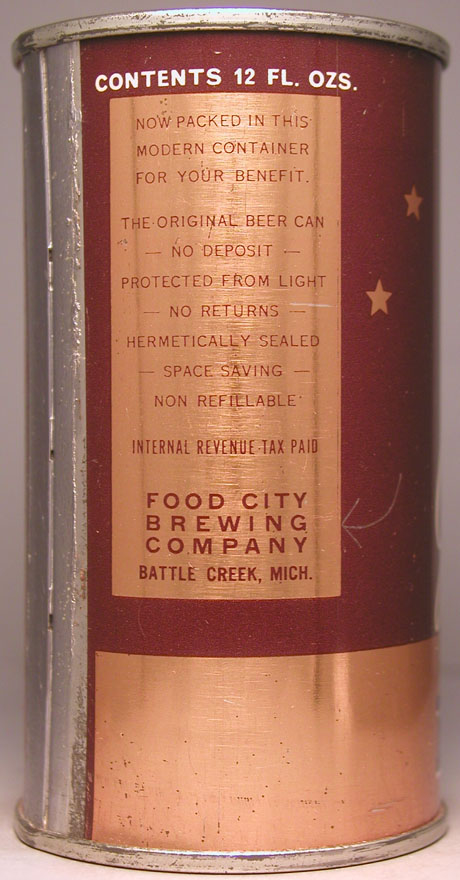 CONTENTS 12 FL. OZS.
NOW PACKED IN THIS
MODERN CONTAINER
FOR YOUR BENEFIT.
THE ORIGINAL BEER CAN
— NO DEPOSIT —
PROTECTED FROM LIGHT
— NO RETURNS —
HERMETICALLY SEALED
— SPACE SAVING —
NON REFILLABLE
INTERNAL REVENUE TAX PAID
FOOD CITY
BREWING
COMPANY
BATTLE CREEK, MICH.